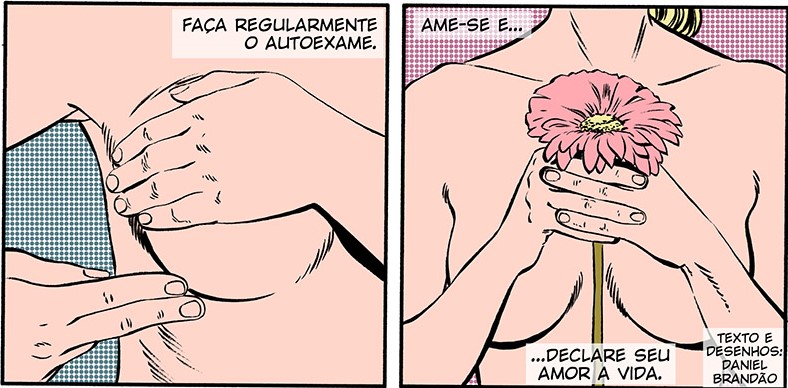 FAÇA REGULARMENTE
O AUTOEXAME.
AME-SE E...
...DECLARE SEU
AMOR A VIDA.
TEXTO E
DESENHOS:
DANIEL
BRANDÃO